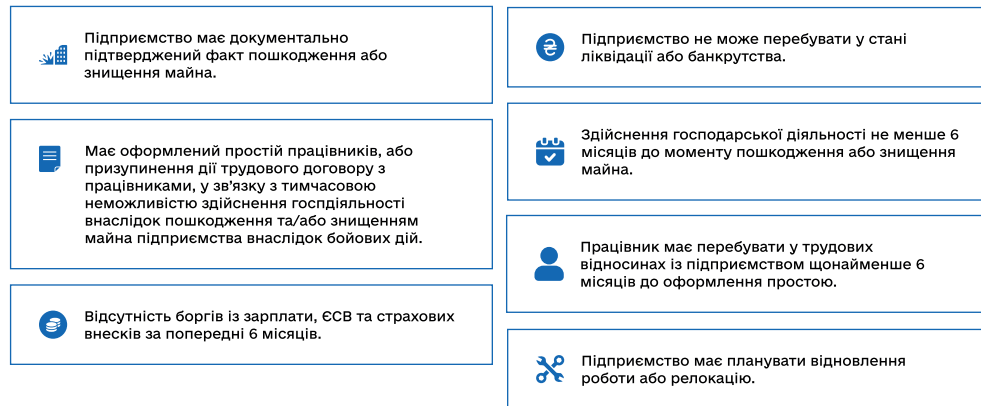 Підприємство має документально
підтверджений факт пошкодження або
знищення майна.
Має оформлений простій працівників, або
призупинення дії трудового договору з
працівниками, у зв’язку з тимчасовою
неможливістю здійснення госпдіяльності
внаслідок пошкодження та/або знищенням
майна підприємства внаслідок бойових дій.
Відсутність боргів із зарплати, ЄСВ та страхових
внесків за попередні 6 місяців.
Підприємство не може перебувати у стані
ліквідації або банкрутства.
Здійснення господарської діяльності не менше 6
місяців до моменту пошкодження або знищення
майна.
Працівник має перебувати у трудових
відносинах із підприємством щонайменше 6
місяців до оформлення простою.
Підприємство має планувати відновлення
роботи або релокацію.